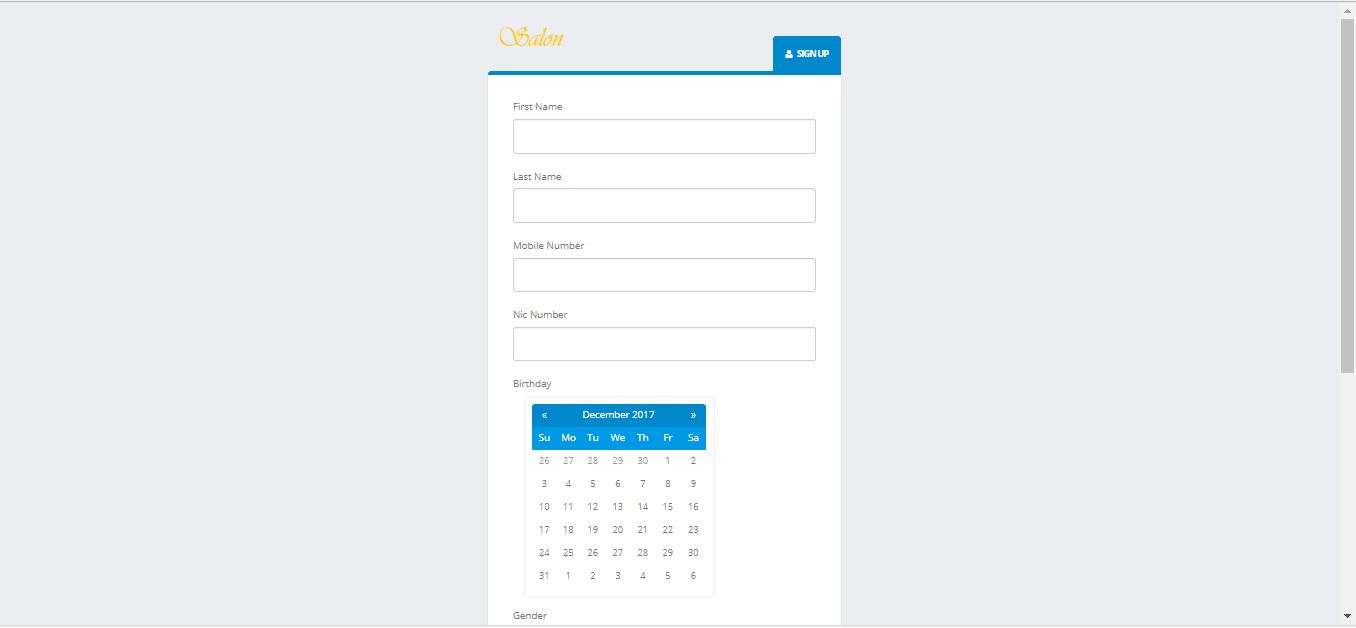 Salon
SIGN UP
First Name
Last Name
Mobile Number
Nic Number
Birthday
« December 2017 »
Su Mo Tu We Th Fr Sa
26 27 28 29 30 1 2
3 4 5 6 7 8 9
10 11 12 13 14 15 16
17 18 19 20 21 22 23
24 25 26 27 28 29 30
31 1 2 3 4 5 6
Gender